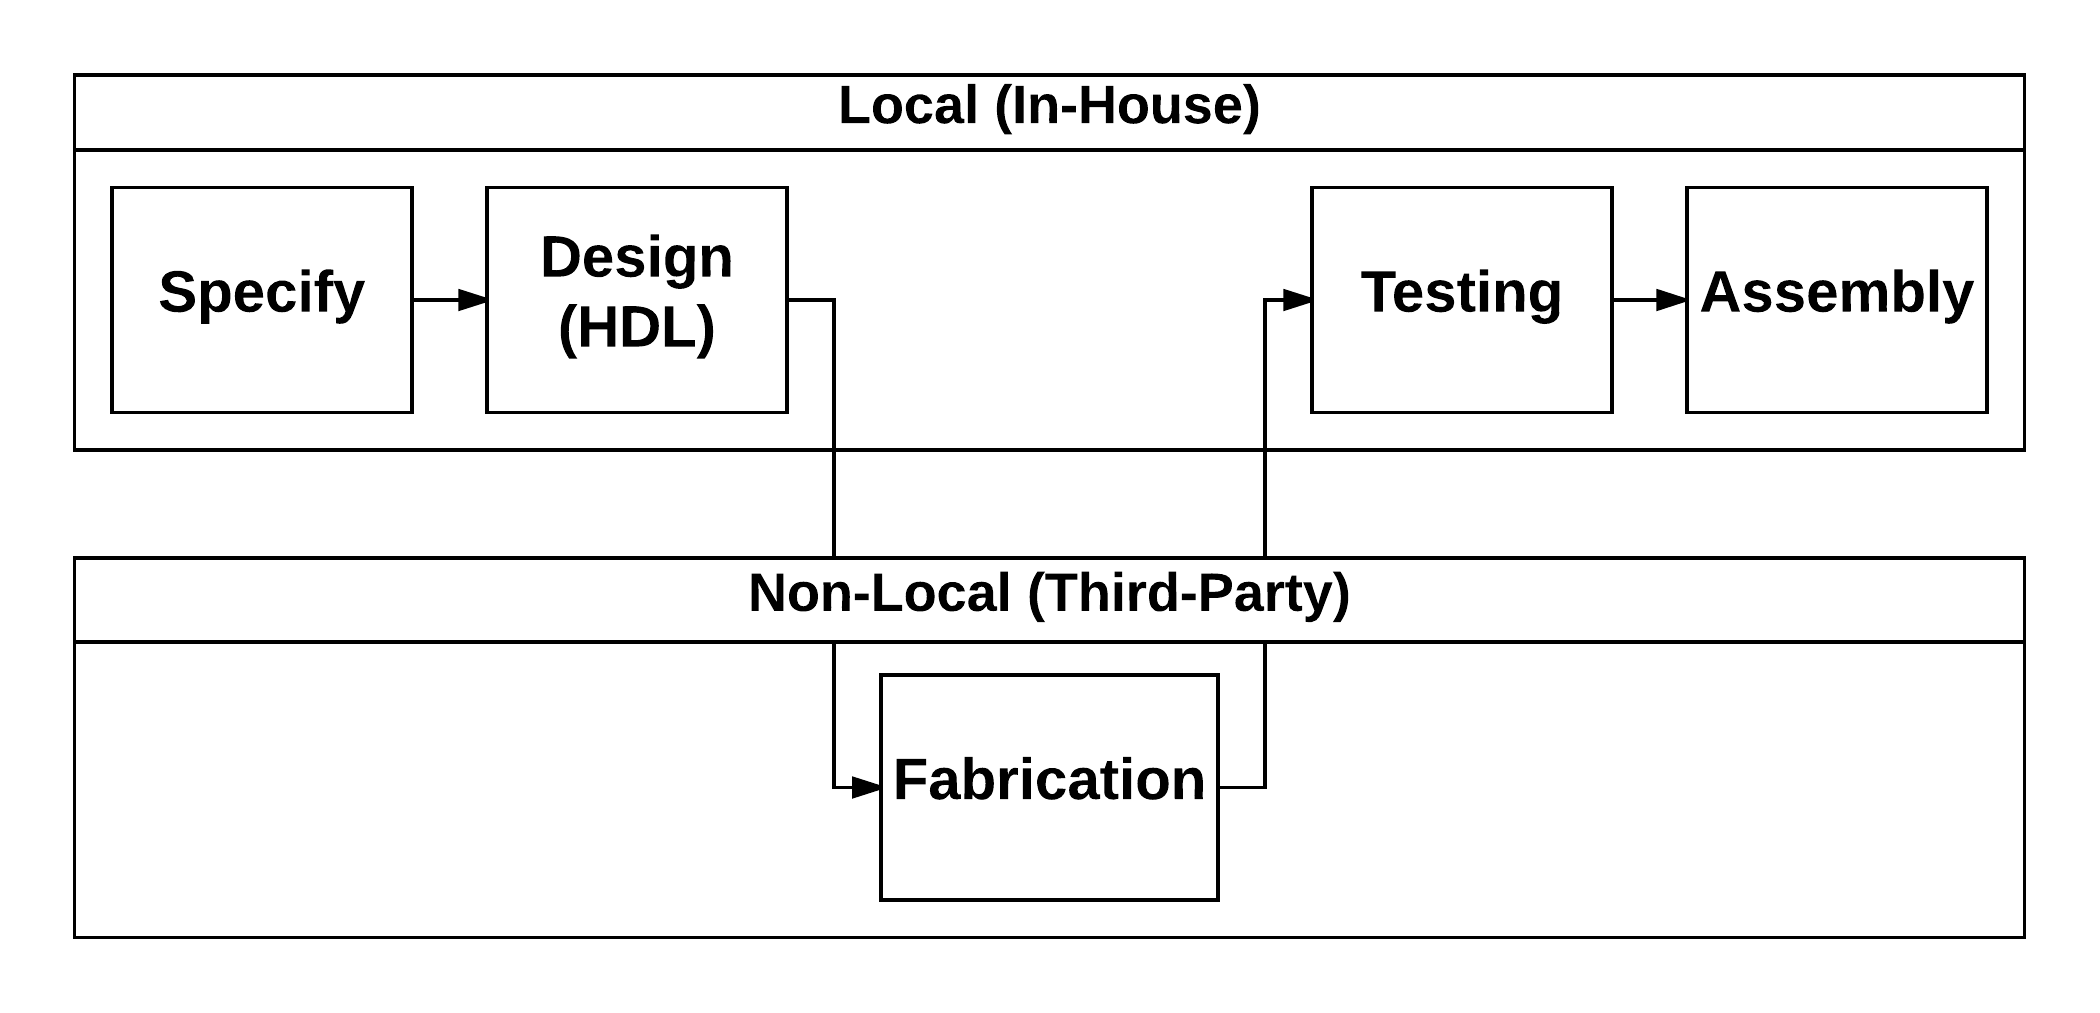 Local (In-House)
Specify
Design
(HDL)
Testing
Assembly
Non-Local (Third-Party)
Fabrication